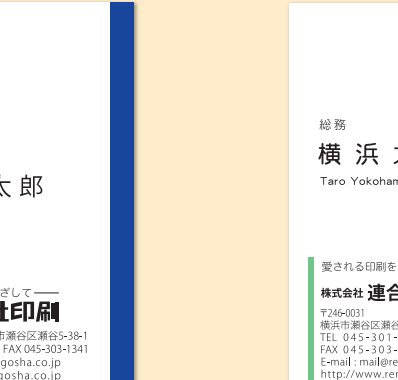 太郎
ざして
社印刷
市瀬谷区瀬谷5-38-1
FAX 045-303-1341
gosha.co.jp
gosha.co.jp
総務
横浜
Taro Yokoham
愛される印刷を
株式会社 連合
〒246-0031
横浜市瀬谷区瀬谷
TEL 045-301-
FAX 045-303-
E-mail : mail@re
http://www.ren